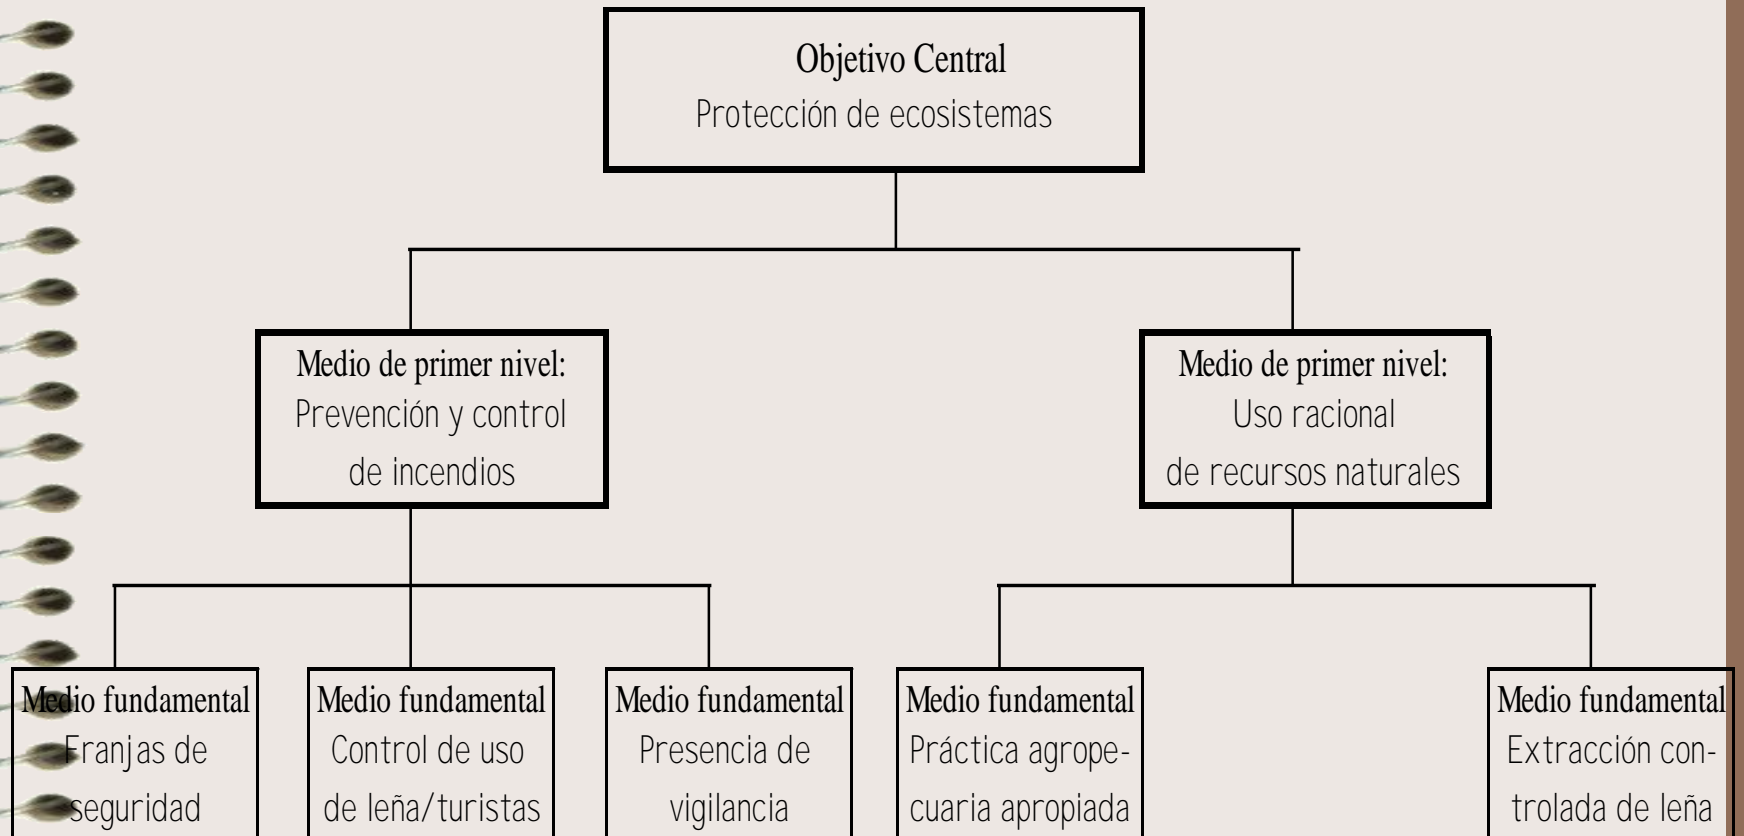 Objetivo Central
Protección de ecosistemas
Medio de primer nivel:
Prevención y control
de incendios
Medio de primer nivel:
Uso racional
de recursos naturales
Medio fundamental
Franjas de
seguridad
Medio fundamental
Control de uso
de leña/turistas
Medio fundamental
Presencia de
vigilancia
Medio fundamental
Práctica agrope-
cuaria apropiada
Medio fundamental
Extracción con-
trolada de leña